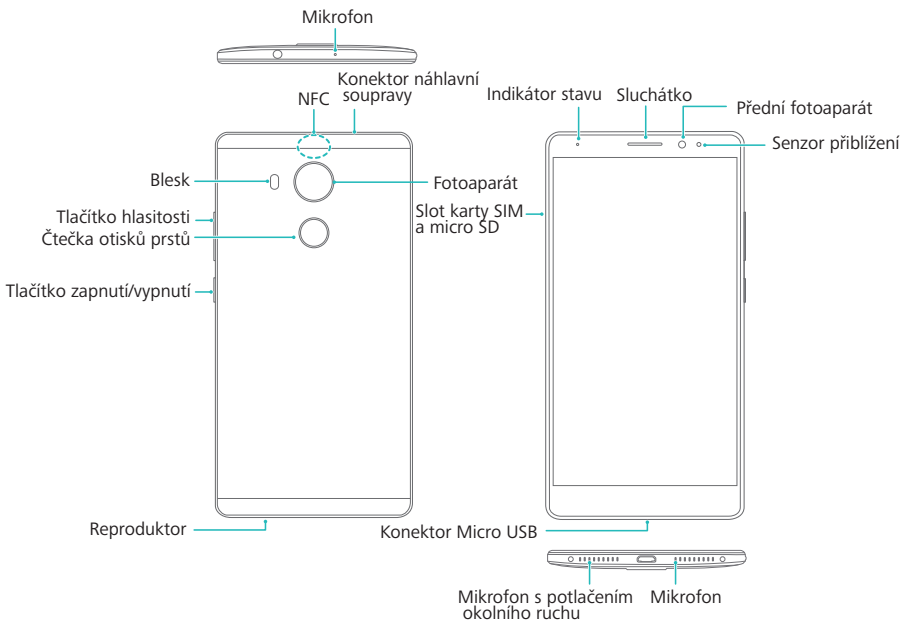 Mikrofon
Konektor náhlavní
soupravy
NFC
Indikátor stavu
Sluchátko
Přední fotoaparát
Senzor přiblížení
Blesk
Fotoaparát
Tlačítko hlasitosti
Čtečka otisků prstů
Slot karty SIM
a micro SD
Tlačítko zapnutí/vypnutí
Reproduktor
Konektor Micro USB
Mikrofon s potlačením
okolního ruchu
Mikrofon